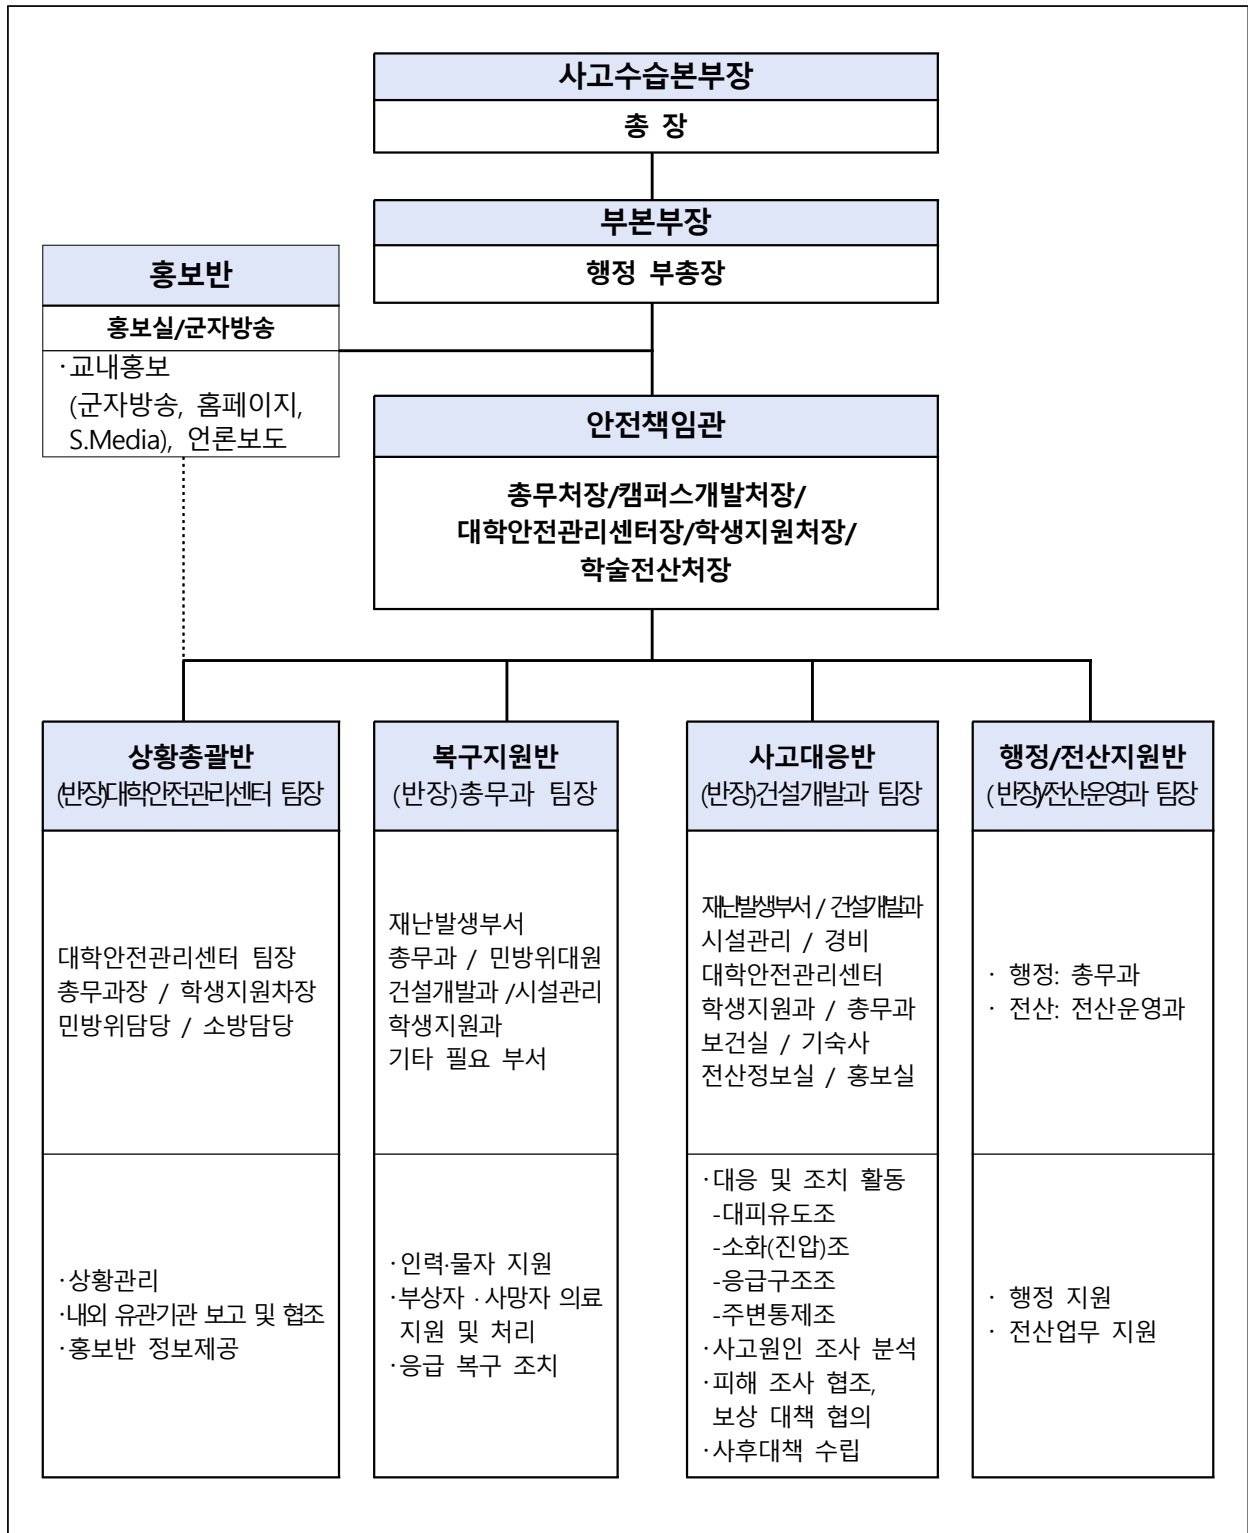 사고수습본부장
총 장
부본부장
행정 부총장
홍보반
홍보실/군자방송
·교내홍보
(군자방송, 홈페이지,
S.Media), 언론보도
안전책임관
총무처장/캠퍼스개발처장/
대학안전관리센터장/학생지원처장/
학술전산처장
상황총괄반
(반장)대학안전관리센터 팀장
대학안전관리센터 팀장
총무과장 / 학생지원차장
민방위담당 / 소방담당
·상황관리
·내외 유관기관 보고 및 협조
·홍보반 정보제공
복구지원반
(반장)총무과 팀장
재난발생부서
총무과 / 민방위대원
건설개발과 /시설관리
학생지원과
기타 필요 부서
·인력·물자 지원
·부상자 · 사망자 의료
지원 및 처리
·응급 복구 조치
사고대응반
(반장)건설개발과 팀장
재난발생부서 / 건설개발과
시설관리 / 경비
대학안전관리센터
학생지원과 / 총무과
보건실 / 기숙사
전산정보실 / 홍보실
·대응 및 조치 활동
-대피유도조
-소화(진압)조
-응급구조조
-주변통제조
·사고원인 조사 분석
·피해 조사 협조,
보상 대책 협의
·사후대책 수립
행정/전산지원반
(반장)전산운영과 팀장
· 행정: 총무과
· 전산: 전산운영과
· 행정 지원
· 전산업무 지원